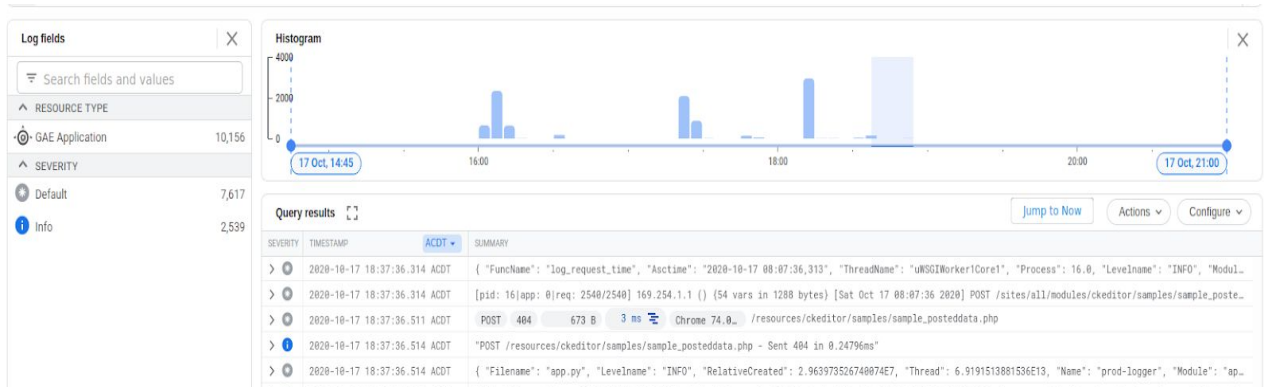 Log fields
Search fields and values
RESOURCE TYPE
GAE Application 10,156
SEVERITY
Default 7,617
Info 2,539
Histogram
4000
2000
0
16:00 18:00 20:00
17 Oct, 14:45 17 Oct, 21:00
Query results Jump to Now Actions Configure
SEVERITY TIMESTAMP ACDT SUMMARY
2020-10-17 18:37:36.314 ACDT { "FuncName": "log_request_time", "Asctime": "2020-10-17 08:07:36,313", "ThreadName": "uWSGIWorker1Core1", "Process": 16.0, "Levelname": "INFO", "Modul…
2020-10-17 18:37:36.314 ACDT [pid: 16|app: 0|req: 2540/2540] 169.254.1.1 () {54 vars in 1288 bytes} [Sat Oct 17 08:07:36 2020] POST /sites/all/modules/ckeditor/samples/sample_poste…
2020-10-17 18:37:36.511 ACDT POST 404 673 B 3 ms Chrome 74.0… /resources/ckeditor/samples/sample_posteddata.php
2020-10-17 18:37:36.514 ACDT "POST /resources/ckeditor/samples/sample_posteddata.php - Sent 404 in 0.24796ms"
2020-10-17 18:37:36.514 ACDT { "Filename": "app.py", "Levelname": "INFO", "RelativeCreated": 2.963973526740074E7, "Thread": 6.9191513881536E13, "Name": "prod-logger", "Module": "ap…